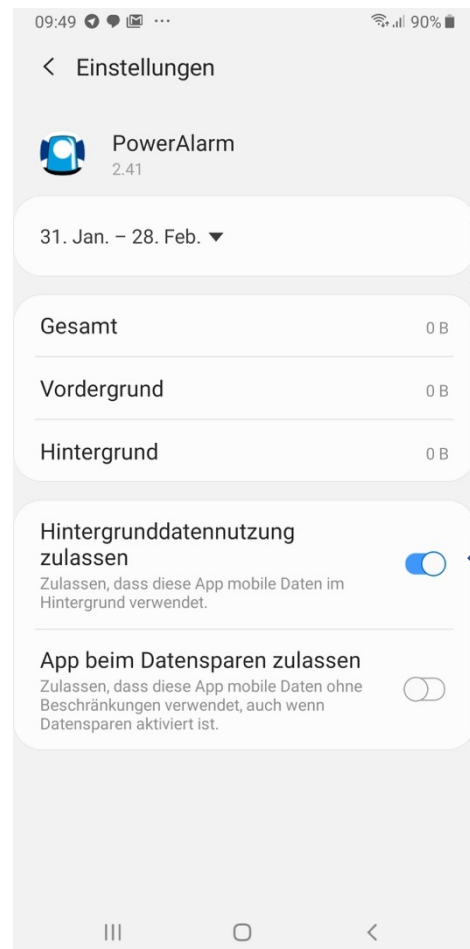 09:49 90%
Einstellungen
PowerAlarm
2.41
31. Jan. – 28. Feb.
Gesamt 0 B
Vordergrund 0 B
Hintergrund 0 B
Hintergrunddatennutzung
zulassen
Zulassen, dass diese App mobile Daten im
Hintergrund verwendet.
App beim Datensparen zulassen
Zulassen, dass diese App mobile Daten ohne
Beschränkungen verwendet, auch wenn
Datensparen aktiviert ist.